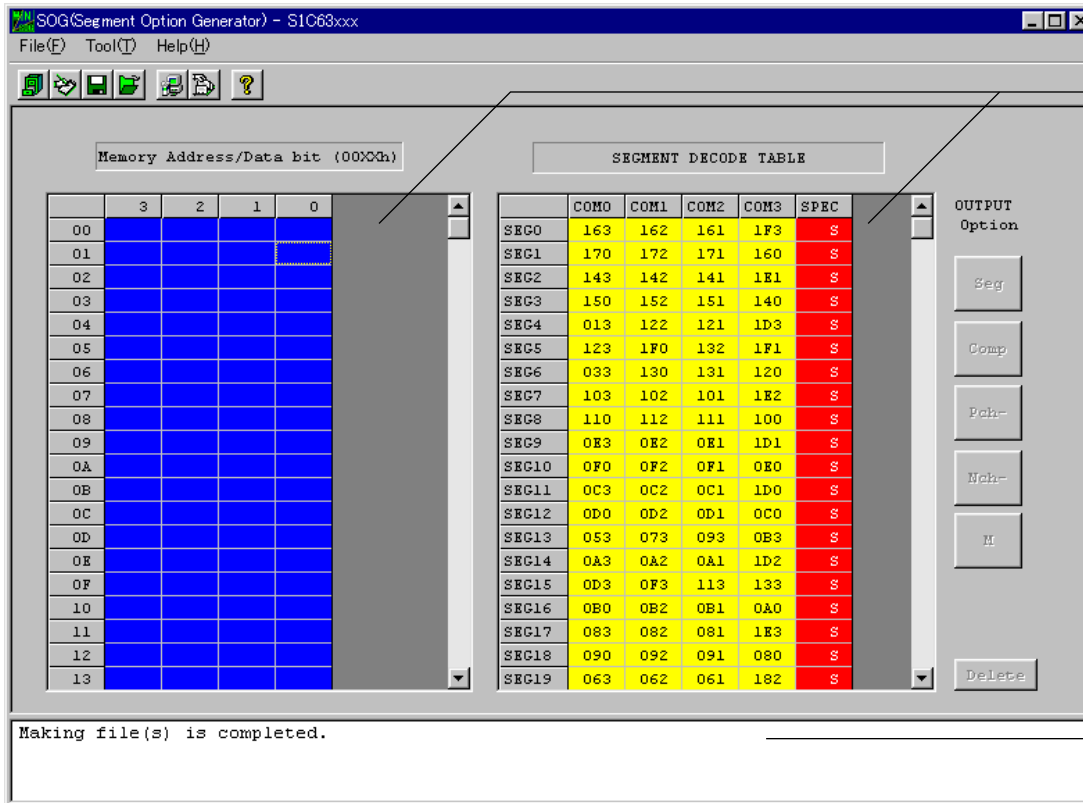 SOG(Segment Option Generator) - S1C63xxx
File(F) Tool(T) Help(H)
Memory Address/Data bit (00XXh)
SEGMENT DECODE TABLE
3 2 1 0
00
01
02
03
04
05
06
07
08
09
0A
0B
0C
0D
0E
0F
10
11
12
13
COM0 COM1 COM2 COM3 SPEC
SEG0 163 162 161 1F3 S
SEG1 170 172 171 160 S
SEG2 143 142 141 1E1 S
SEG3 150 152 151 140 S
SEG4 013 122 121 1D3 S
SEG5 123 1F0 132 1F1 S
SEG6 033 130 131 120 S
SEG7 103 102 101 1E2 S
SEG8 110 112 111 100 S
SEG9 0E3 0E2 0E1 1D1 S
SEG10 0F0 0F2 0F1 0E0 S
SEG11 0C3 0C2 0C1 1D0 S
SEG12 0D0 0D2 0D1 0C0 S
SEG13 053 073 093 0B3 S
SEG14 0A3 0A2 0A1 1D2 S
SEG15 0D3 0F3 113 133 S
SEG16 0B0 0B2 0B1 0A0 S
SEG17 083 082 081 1E3 S
SEG18 090 092 091 080 S
SEG19 063 062 061 182 S
OUTPUT
Option
Seg
Comp
Pch-
Nch-
M
Delete
Making file(s) is completed.